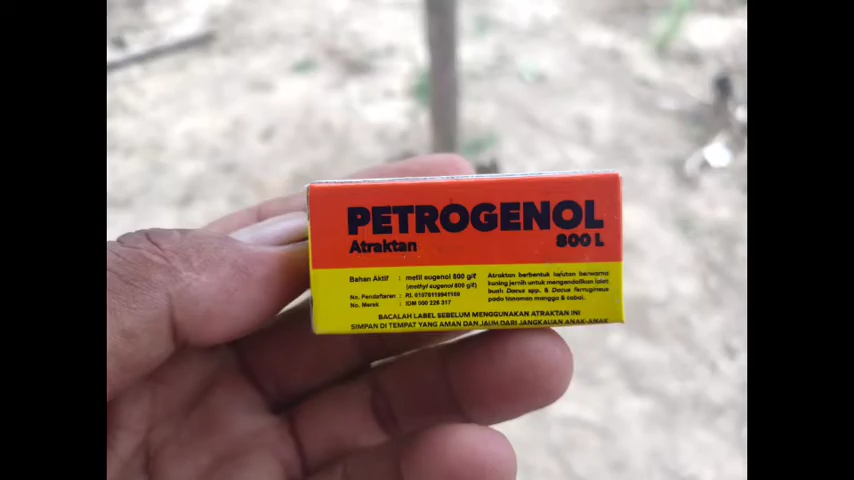 PETROGENOL
Atraktan 800 L
Bahan Aktif : metil eugenol 800 g/ℓ
(methyl eugenol 800 g/ℓ)
No. Pendaftaran : RI. 01070119941108
No. Merek : IDM 000 226 317
Atraktan berbentuk larutan berwarna
kuning jernih untuk mengendalikan lalat
buah Dacus spp. & Dacus ferrugineus
pada tanaman mangga & cabai.
BACALAH LABEL SEBELUM MENGGUNAKAN ATRAKTAN INI
SIMPAN DI TEMPAT YANG AMAN DAN JAUH DARI JANGKAUAN ANAK-ANAK